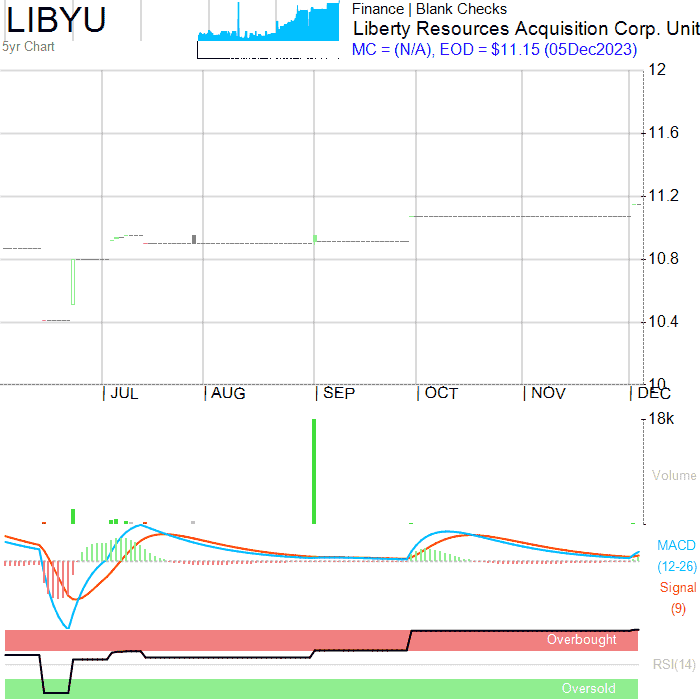 LIBYU
5yr Chart
Finance | Blank Checks
Liberty Resources Acquisition Corp. Unit
MC = (N/A), EOD = $11.15 (05Dec2023)
12
11.6
11.2
10.8
10.4
10
JUL AUG SEP OCT NOV DEC
18k
Volume
MACD
(12-26)
Signal
(9)
Overbought
RSI(14)
Oversold